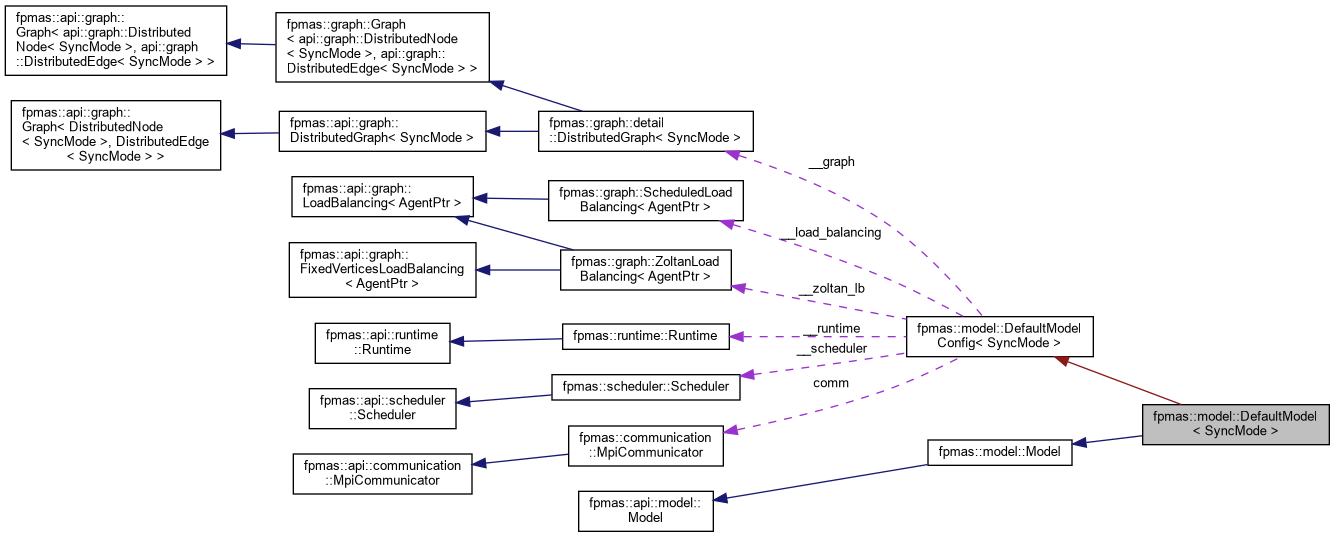 fpmas::api::graph::
Graph< api::graph::Distributed
Node< SyncMode >, api::graph
::DistributedEdge< SyncMode > >
fpmas::graph::Graph
< api::graph::DistributedNode
< SyncMode >, api::graph::
DistributedEdge< SyncMode > >
fpmas::api::graph::
Graph< DistributedNode
< SyncMode >, DistributedEdge
< SyncMode > >
fpmas::api::graph::
DistributedGraph< SyncMode >
fpmas::graph::detail
::DistributedGraph< SyncMode >
__graph
fpmas::api::graph::
LoadBalancing< AgentPtr >
fpmas::graph::ScheduledLoad
Balancing< AgentPtr >
__load_balancing
fpmas::api::graph::
FixedVerticesLoadBalancing
< AgentPtr >
fpmas::graph::ZoltanLoad
Balancing< AgentPtr >
__zoltan_lb
fpmas::api::runtime
::Runtime
fpmas::runtime::Runtime
__runtime
fpmas::model::DefaultModel
Config< SyncMode >
__scheduler
fpmas::api::scheduler
::Scheduler
fpmas::scheduler::Scheduler
comm
fpmas::model::DefaultModel
< SyncMode >
fpmas::api::communication
::MpiCommunicator
fpmas::communication
::MpiCommunicator
fpmas::model::Model
fpmas::api::model::
Model